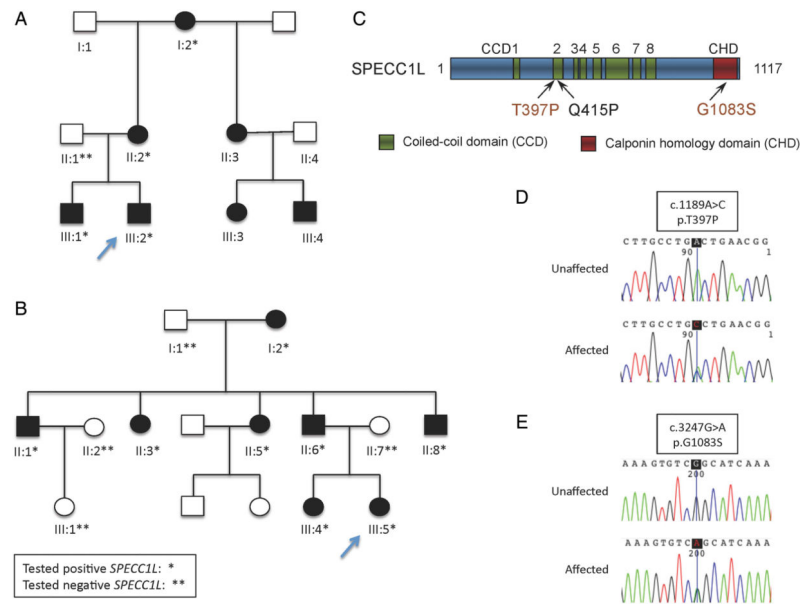 A
I:1
I:2*
II:1**
II:2*
II:3
II:4
III:1*
III:2*
III:3
III:4
B
I:1**
I:2*
II:1*
II:2**
II:3*
II:5*
II:6*
II:7**
II:8*
III:1**
III:4*
III:5*
Tested positive SPECC1L: *
Tested negative SPECC1L: **
C
CCD1 2 34 5 6 7 8 CHD
SPECC1L 1 1117
T397P Q415P G1083S
Coiled-coil domain (CCD) Calponin homology domain (CHD)
D
c.1189A>C
p.T397P
CTTGCCTGACTGAACGG
90 1
Unaffected
CTTGCCTGCCTGAACGG
90 1
Affected
E
c.3247G>A
p.G1083S
AAAGTGTCGGCATCAAA
200
Unaffected
AAAGTGTCAGCATCAAA
200
Affected